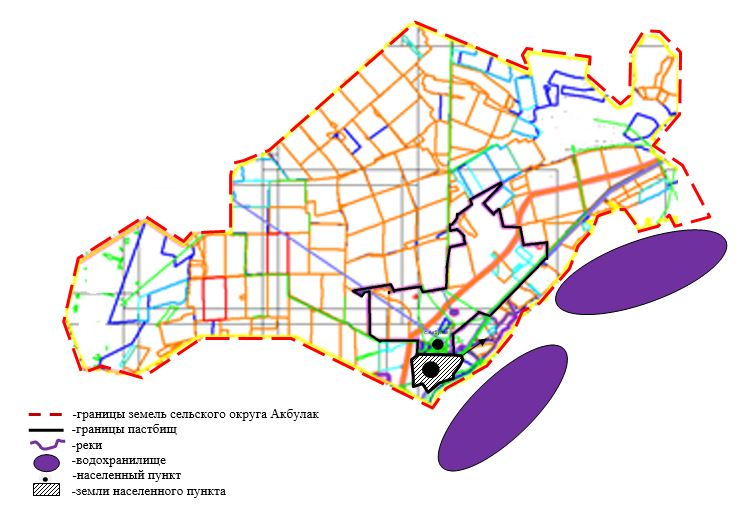 -границы земель сельского округа Акбулак
-границы пастбищ
-реки
-водохранилище
-населенный пункт
-земли населенного пункта